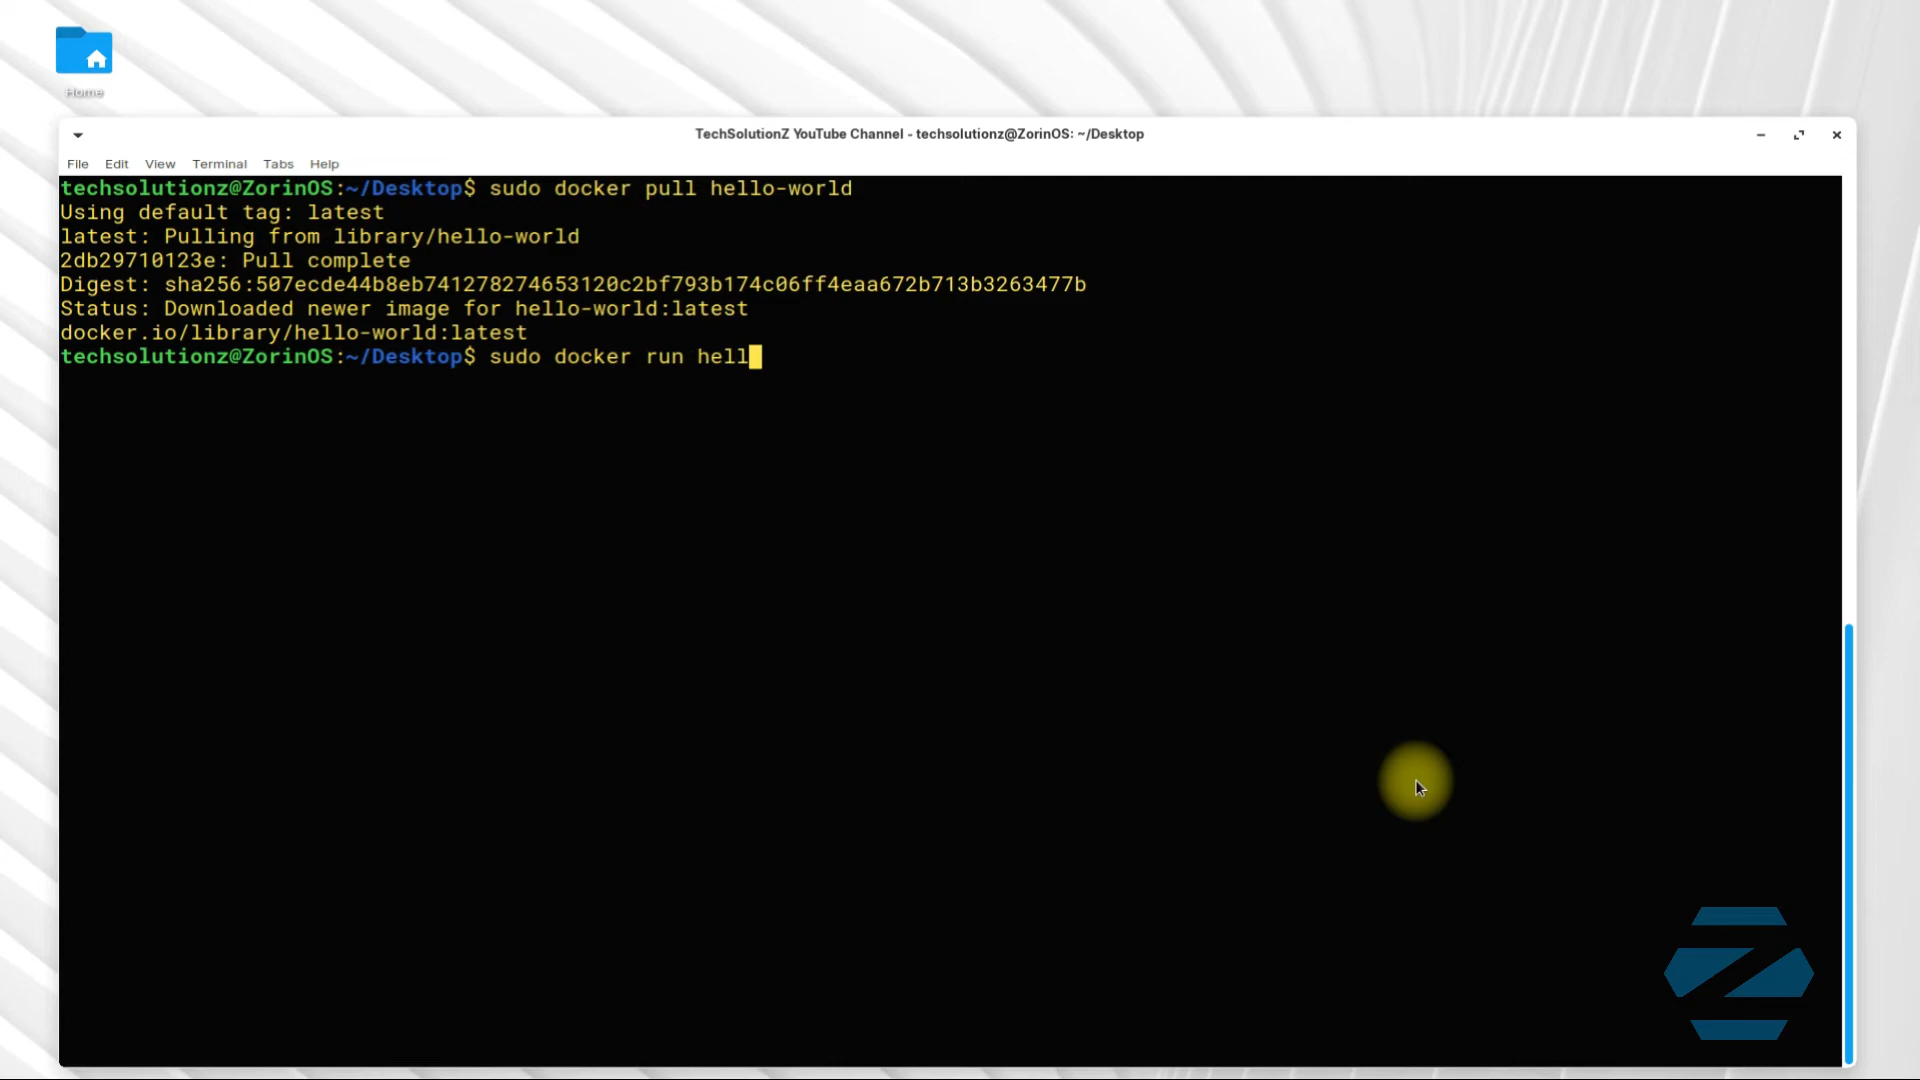 Home
TechSolutionZ YouTube Channel - techsolutionz@ZorinOS: ~/Desktop
File Edit View Terminal Tabs Help
techsolutionz@ZorinOS:~/Desktop$ sudo docker pull hello-world
Using default tag: latest
latest: Pulling from library/hello-world
2db29710123e: Pull complete
Digest: sha256:507ecde44b8eb741278274653120c2bf793b174c06ff4eaa672b713b3263477b
Status: Downloaded newer image for hello-world:latest
docker.io/library/hello-world:latest
techsolutionz@ZorinOS:~/Desktop$ sudo docker run hell